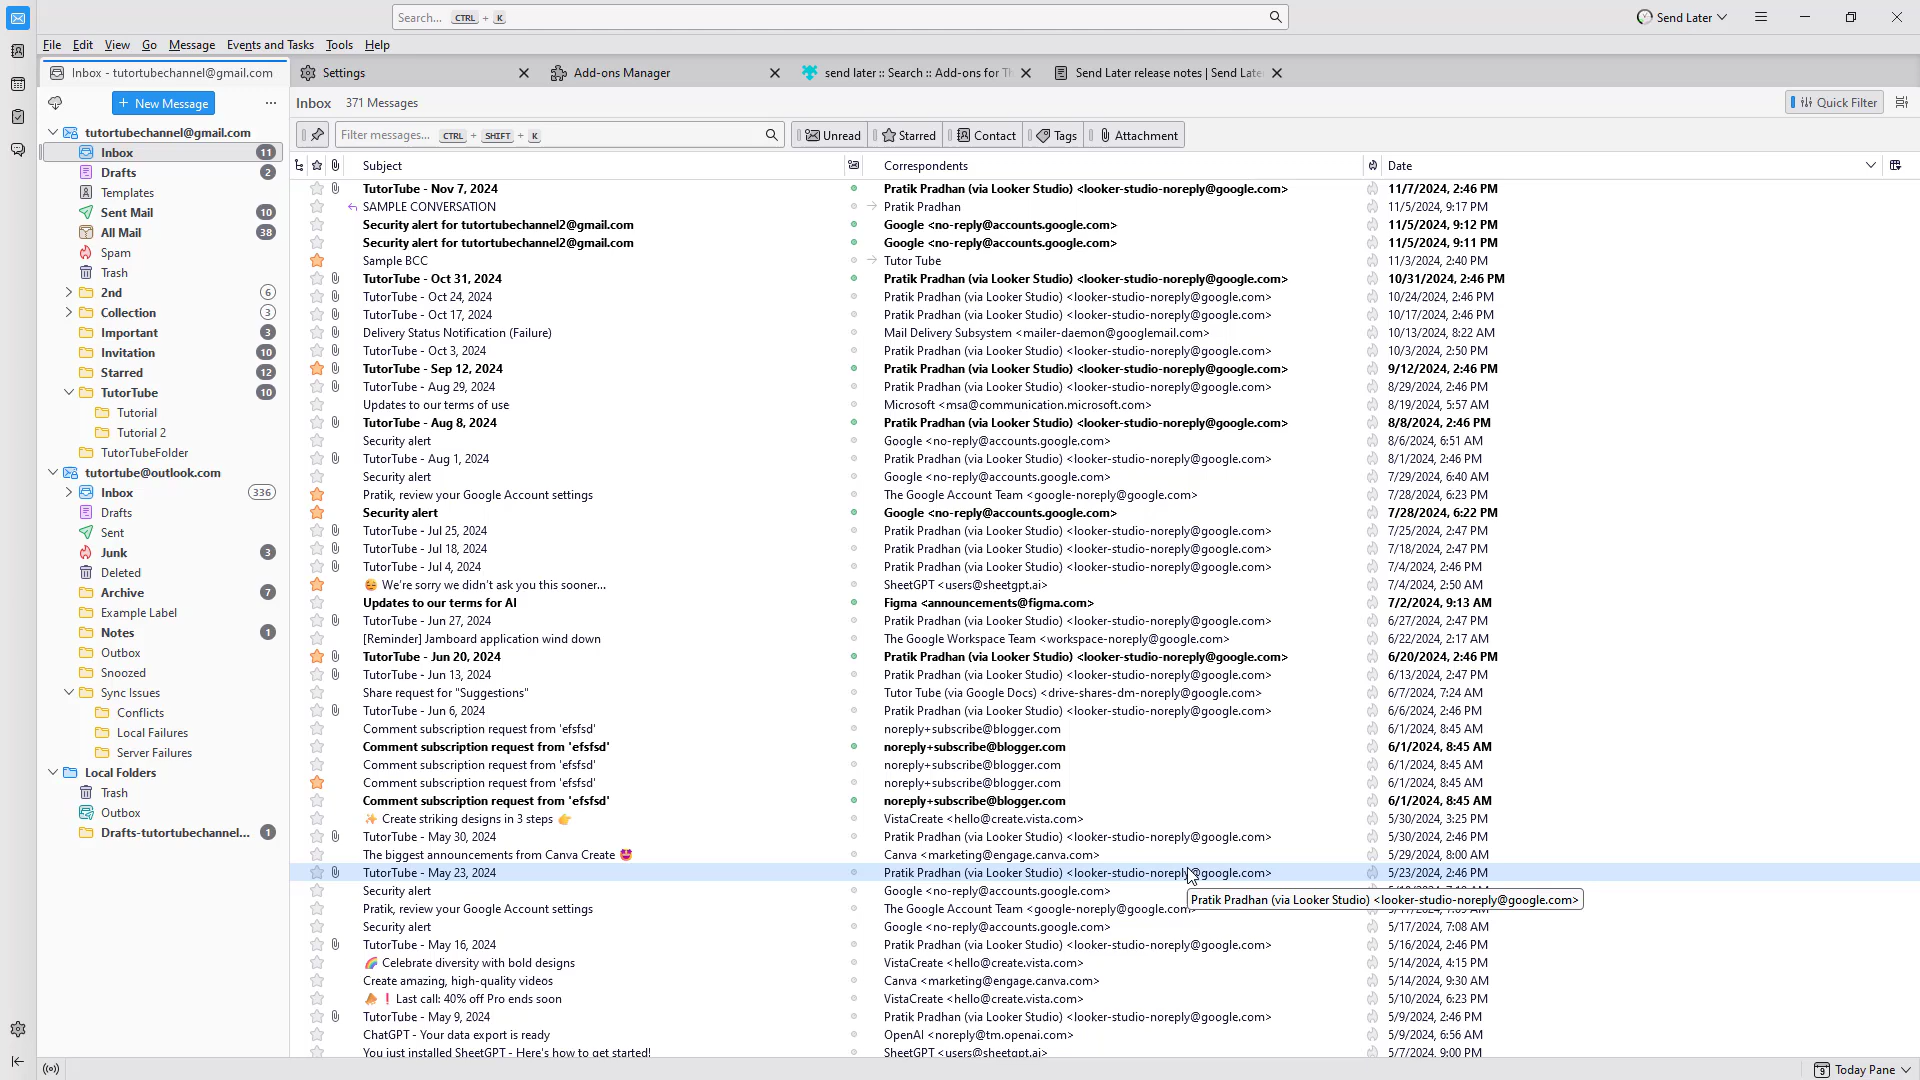 Search... CTRL + K
Send Later
File Edit View Go Message Events and Tasks Tools Help
Inbox - tutortubechannel@gmail.com
Settings
Add-ons Manager
send later :: Search :: Add-ons for Th
Send Later release notes | Send Late
New Message
Inbox 371 Messages
Quick Filter
Filter messages... CTRL + SHIFT + K
Unread Starred Contact Tags Attachment
tutortubechannel@gmail.com
Inbox 11
Drafts 2
Templates
Sent Mail 10
All Mail 38
Spam
Trash
2nd 6
Collection 3
Important 3
Invitation 10
Starred 12
TutorTube 10
Tutorial
Tutorial 2
TutorTubeFolder
tutortube@outlook.com
Inbox 336
Drafts
Sent
Junk 3
Deleted
Archive 7
Example Label
Notes 1
Outbox
Snoozed
Sync Issues
Conflicts
Local Failures
Server Failures
Local Folders
Trash
Outbox
Drafts-tutortubechannel... 1
Subject Correspondents Date
TutorTube - Nov 7, 2024 Pratik Pradhan (via Looker Studio) <looker-studio-noreply@google.com> 11/7/2024, 2:46 PM
SAMPLE CONVERSATION Pratik Pradhan 11/5/2024, 9:17 PM
Security alert for tutortubechannel2@gmail.com Google <no-reply@accounts.google.com> 11/5/2024, 9:12 PM
Security alert for tutortubechannel2@gmail.com Google <no-reply@accounts.google.com> 11/5/2024, 9:11 PM
Sample BCC Tutor Tube 11/3/2024, 2:40 PM
TutorTube - Oct 31, 2024 Pratik Pradhan (via Looker Studio) <looker-studio-noreply@google.com> 10/31/2024, 2:46 PM
TutorTube - Oct 24, 2024 Pratik Pradhan (via Looker Studio) <looker-studio-noreply@google.com> 10/24/2024, 2:46 PM
TutorTube - Oct 17, 2024 Pratik Pradhan (via Looker Studio) <looker-studio-noreply@google.com> 10/17/2024, 2:46 PM
Delivery Status Notification (Failure) Mail Delivery Subsystem <mailer-daemon@googlemail.com> 10/13/2024, 8:22 AM
TutorTube - Oct 3, 2024 Pratik Pradhan (via Looker Studio) <looker-studio-noreply@google.com> 10/3/2024, 2:50 PM
TutorTube - Sep 12, 2024 Pratik Pradhan (via Looker Studio) <looker-studio-noreply@google.com> 9/12/2024, 2:46 PM
TutorTube - Aug 29, 2024 Pratik Pradhan (via Looker Studio) <looker-studio-noreply@google.com> 8/29/2024, 2:46 PM
Updates to our terms of use Microsoft <msa@communication.microsoft.com> 8/19/2024, 5:57 AM
TutorTube - Aug 8, 2024 Pratik Pradhan (via Looker Studio) <looker-studio-noreply@google.com> 8/8/2024, 2:46 PM
Security alert Google <no-reply@accounts.google.com> 8/6/2024, 6:51 AM
TutorTube - Aug 1, 2024 Pratik Pradhan (via Looker Studio) <looker-studio-noreply@google.com> 8/1/2024, 2:46 PM
Security alert Google <no-reply@accounts.google.com> 7/29/2024, 6:40 AM
Pratik, review your Google Account settings The Google Account Team <google-noreply@google.com> 7/28/2024, 6:23 PM
Security alert Google <no-reply@accounts.google.com> 7/28/2024, 6:22 PM
TutorTube - Jul 25, 2024 Pratik Pradhan (via Looker Studio) <looker-studio-noreply@google.com> 7/25/2024, 2:47 PM
TutorTube - Jul 18, 2024 Pratik Pradhan (via Looker Studio) <looker-studio-noreply@google.com> 7/18/2024, 2:47 PM
TutorTube - Jul 4, 2024 Pratik Pradhan (via Looker Studio) <looker-studio-noreply@google.com> 7/4/2024, 2:46 PM
We're sorry we didn't ask you this sooner... SheetGPT <users@sheetgpt.ai> 7/4/2024, 2:50 AM
Updates to our terms for AI Figma <announcements@figma.com> 7/2/2024, 9:13 AM
TutorTube - Jun 27, 2024 Pratik Pradhan (via Looker Studio) <looker-studio-noreply@google.com> 6/27/2024, 2:47 PM
[Reminder] Jamboard application wind down The Google Workspace Team <workspace-noreply@google.com> 6/22/2024, 2:17 AM
TutorTube - Jun 20, 2024 Pratik Pradhan (via Looker Studio) <looker-studio-noreply@google.com> 6/20/2024, 2:46 PM
TutorTube - Jun 13, 2024 Pratik Pradhan (via Looker Studio) <looker-studio-noreply@google.com> 6/13/2024, 2:47 PM
Share request for "Suggestions" Tutor Tube (via Google Docs) <drive-shares-dm-noreply@google.com> 6/7/2024, 7:24 AM
TutorTube - Jun 6, 2024 Pratik Pradhan (via Looker Studio) <looker-studio-noreply@google.com> 6/6/2024, 2:46 PM
Comment subscription request from 'efsfsd' noreply+subscribe@blogger.com 6/1/2024, 8:45 AM
Comment subscription request from 'efsfsd' noreply+subscribe@blogger.com 6/1/2024, 8:45 AM
Comment subscription request from 'efsfsd' noreply+subscribe@blogger.com 6/1/2024, 8:45 AM
Comment subscription request from 'efsfsd' noreply+subscribe@blogger.com 6/1/2024, 8:45 AM
Comment subscription request from 'efsfsd' noreply+subscribe@blogger.com 6/1/2024, 8:45 AM
✨ Create striking designs in 3 steps 👉 VistaCreate <hello@create.vista.com> 5/30/2024, 3:25 PM
TutorTube - May 30, 2024 Pratik Pradhan (via Looker Studio) <looker-studio-noreply@google.com> 5/30/2024, 2:46 PM
The biggest announcements from Canva Create 🤩 Canva <marketing@engage.canva.com> 5/29/2024, 8:00 AM
TutorTube - May 23, 2024 Pratik Pradhan (via Looker Studio) <looker-studio-noreply@google.com> 5/23/2024, 2:46 PM
Security alert Google <no-reply@accounts.google.com>
Pratik Pradhan (via Looker Studio) <looker-studio-noreply@google.com>
Pratik, review your Google Account settings The Google Account Team <google-noreply@google.com>
Security alert Google <no-reply@accounts.google.com> 5/17/2024, 7:08 AM
TutorTube - May 16, 2024 Pratik Pradhan (via Looker Studio) <looker-studio-noreply@google.com> 5/16/2024, 2:46 PM
🌈 Celebrate diversity with bold designs VistaCreate <hello@create.vista.com> 5/14/2024, 4:15 PM
Create amazing, high-quality videos Canva <marketing@engage.canva.com> 5/14/2024, 9:30 AM
📣❗ Last call: 40% off Pro ends soon VistaCreate <hello@create.vista.com> 5/10/2024, 6:23 PM
TutorTube - May 9, 2024 Pratik Pradhan (via Looker Studio) <looker-studio-noreply@google.com> 5/9/2024, 2:46 PM
ChatGPT - Your data export is ready OpenAI <noreply@tm.openai.com> 5/9/2024, 6:56 AM
You just installed SheetGPT - Here's how to get started! SheetGPT <users@sheetgpt.ai> 5/7/2024, 9:00 PM
9 Today Pane